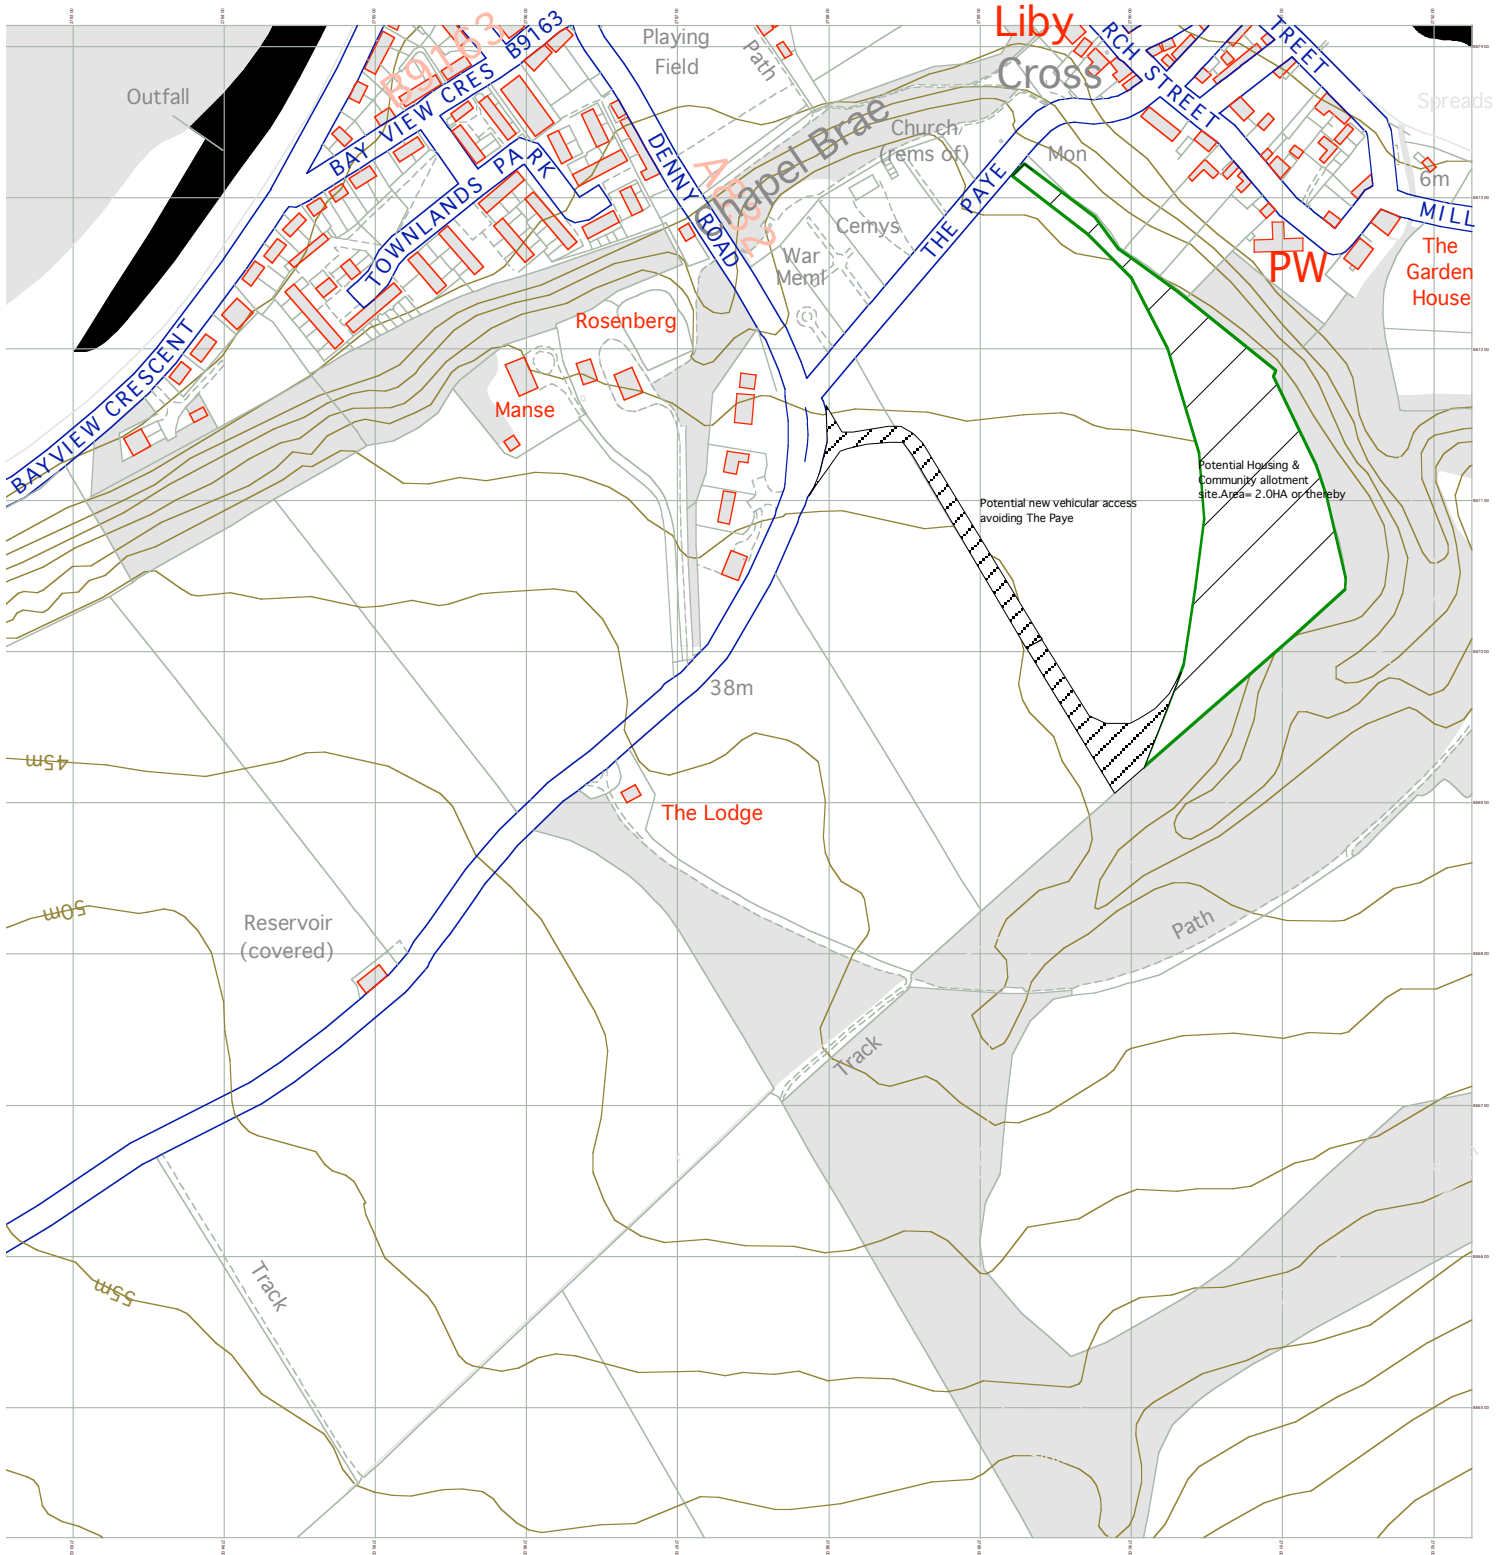 Liby
B9163
B9163
Playing
Field
Path
Cross
RCH STREET
TREET
Spreads
Outfall
BAY VIEW CRES
TOWNLANDS PARK
DENNY ROAD
A832
Chapel Brae
Church
(rems of)
Mon
6m
MILL
THE PAYE
Cemys
War
Meml
PW
The
Garden
House
Rosenberg
Manse
BAYVIEW CRESCENT
Potential Housing &
Community allotment
site.Area= 2.0HA or thereby
Potential new vehicular access
avoiding The Paye
38m
45m
The Lodge
50m
Reservoir
(covered)
Path
Track
Track
55m